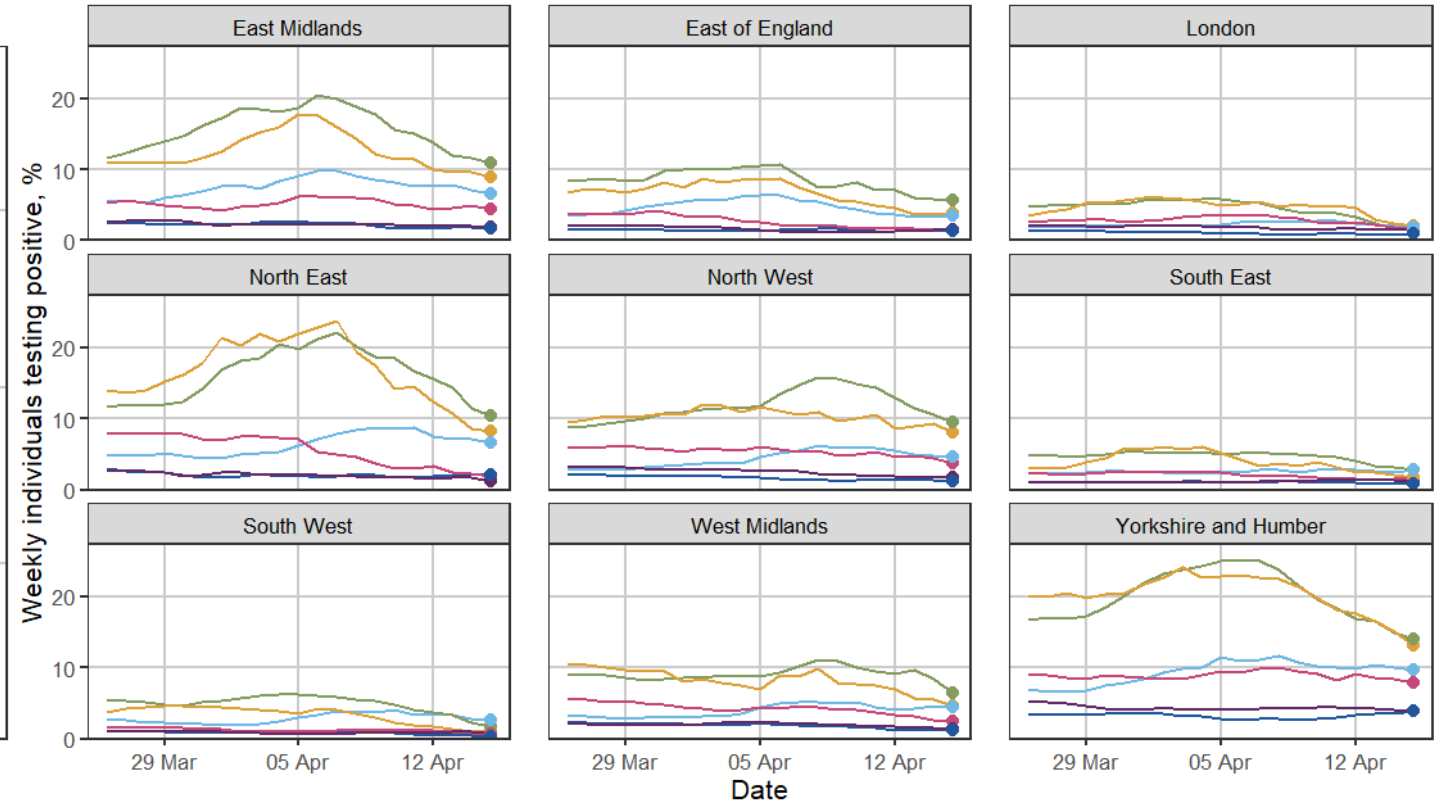 East Midlands
East of England
London
20
10
0
North East
North West
South East
20
10
0
South West
West Midlands
Yorkshire and Humber
20
10
0
29 Mar
05 Apr
12 Apr
29 Mar
05 Apr
12 Apr
29 Mar
05 Apr
12 Apr
Date
Weekly individuals testing positive, %